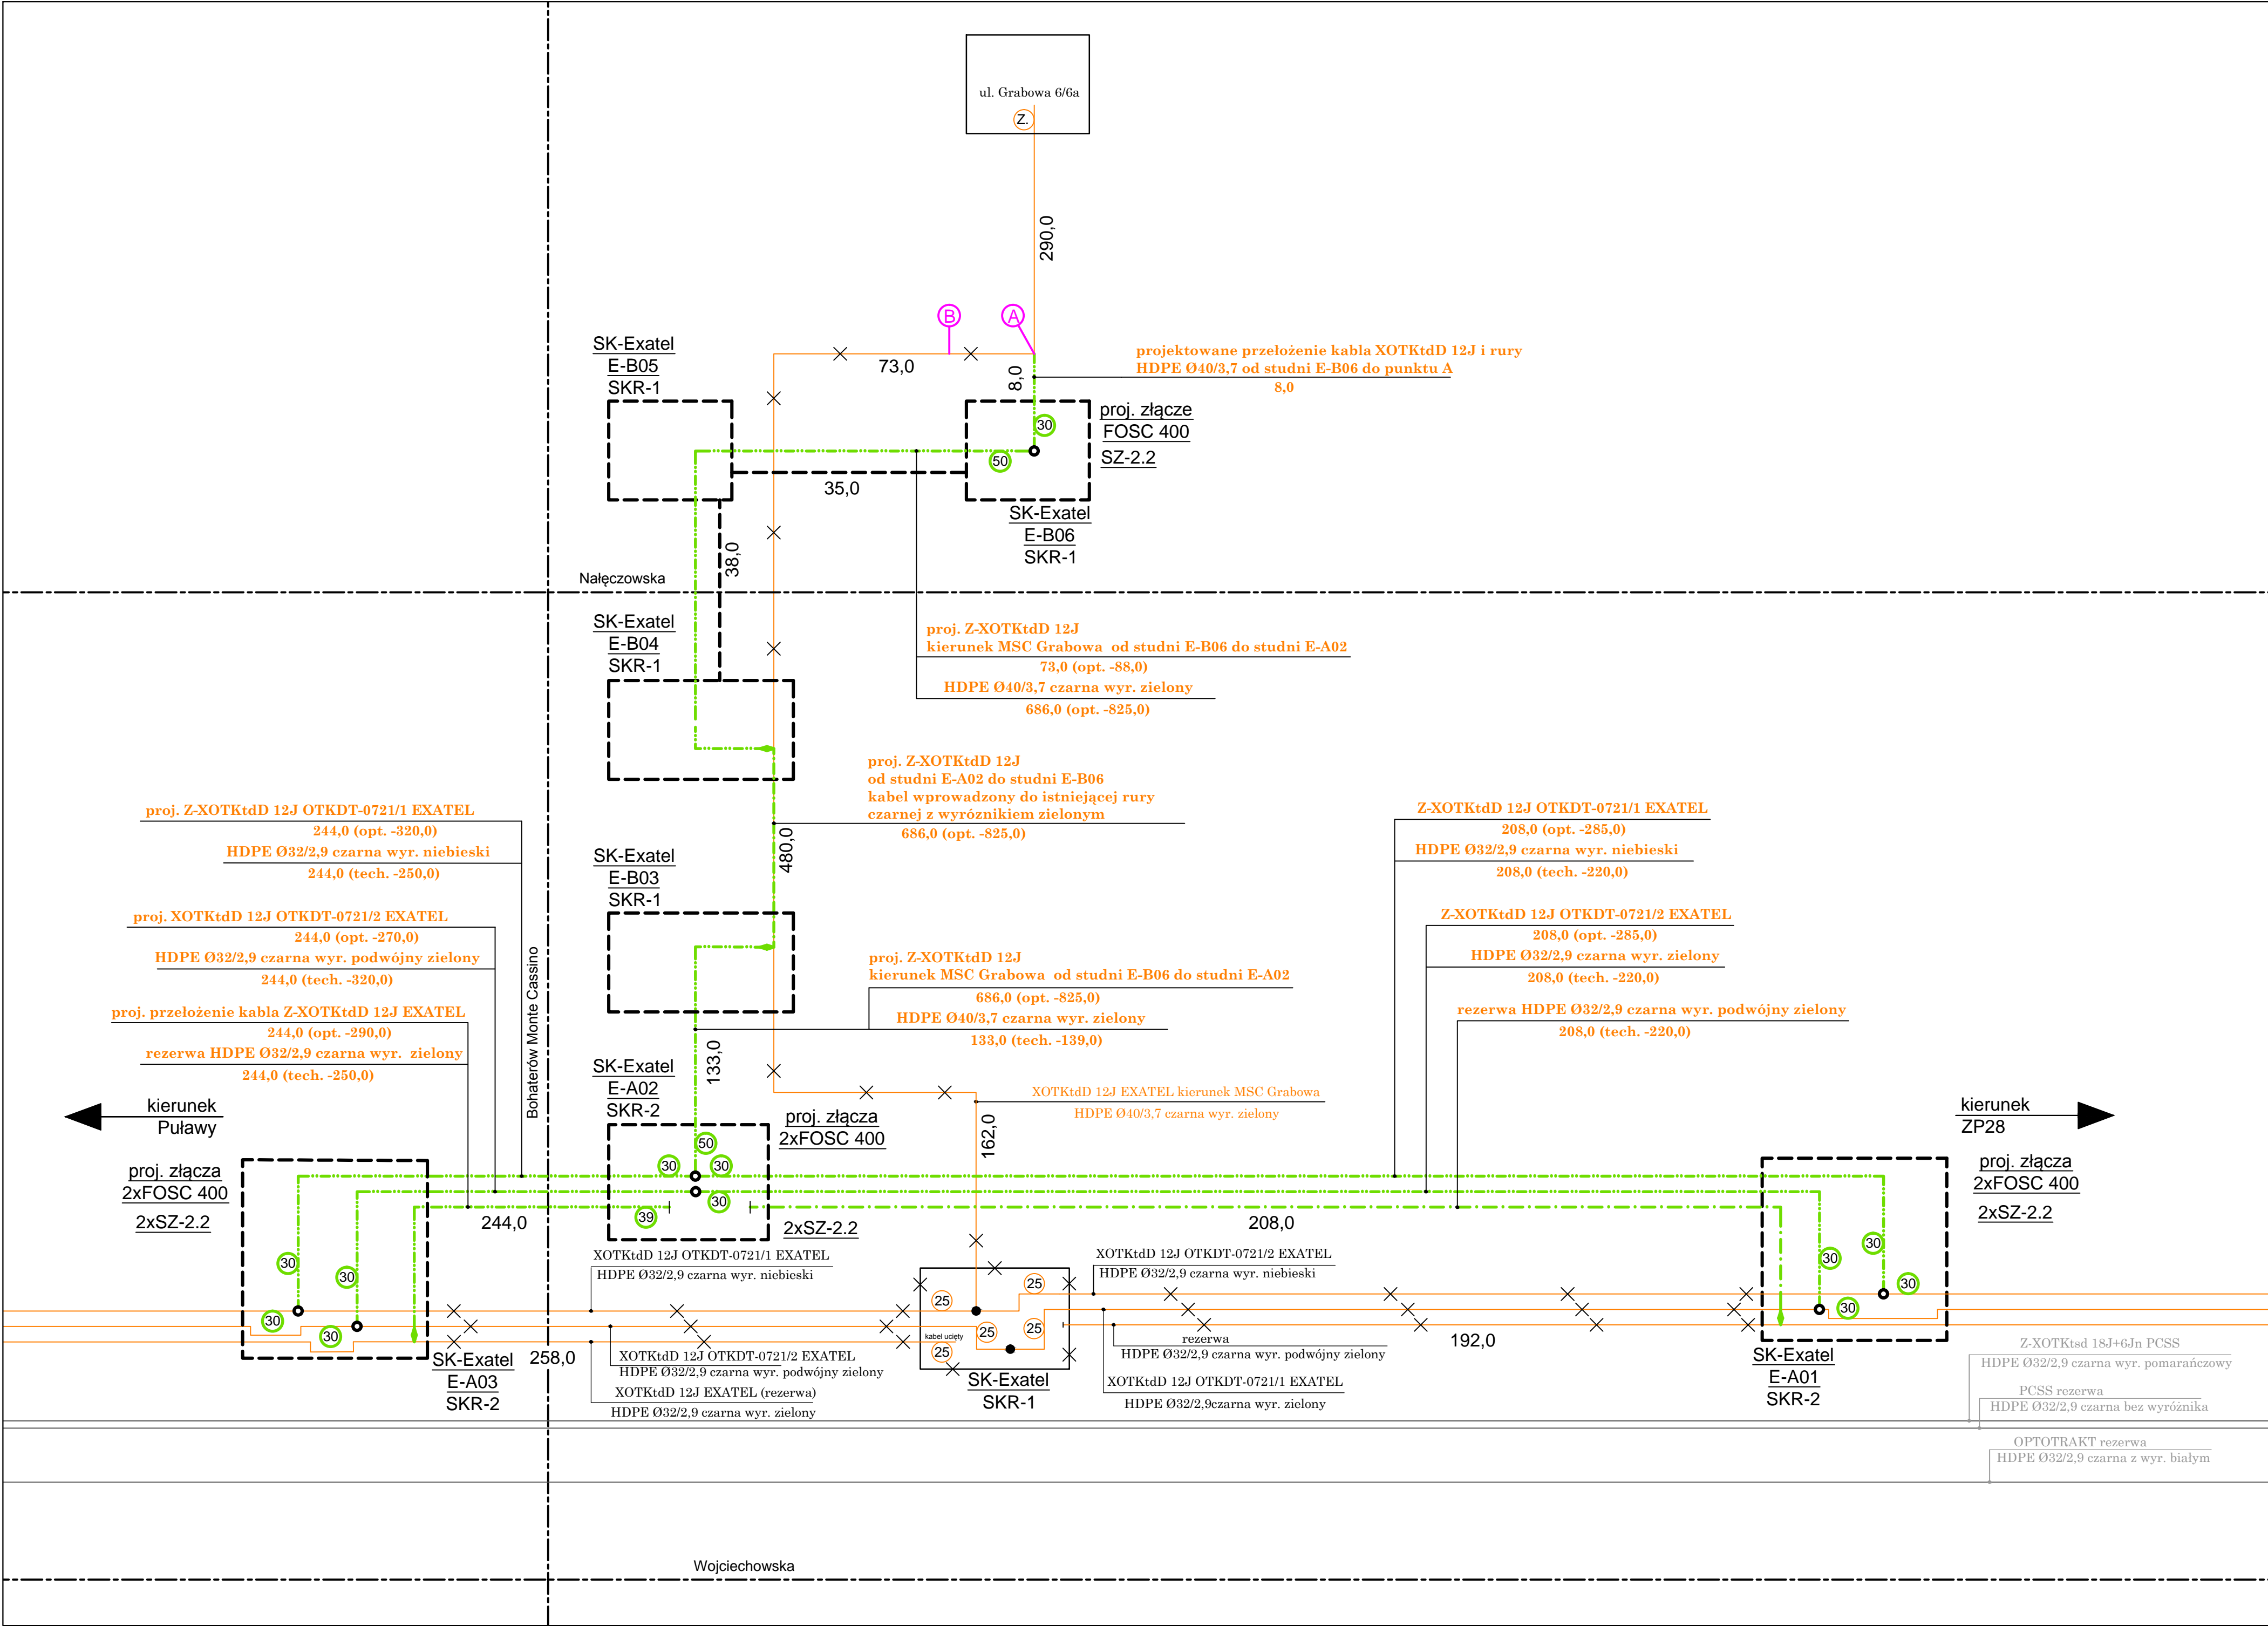 ul. Grabowa 6/6a
Z.
290,0
B
A
SK-Exatel
E-B05
SKR-1
73,0
8,0
projektowane przełożenie kabla XOTKtdD 12J i rury
HDPE Ø40/3,7 od studni E-B06 do punktu A
8,0
30
50
proj. złącze
FOSC 400
SZ-2.2
35,0
SK-Exatel
E-B06
SKR-1
38,0
Nałęczowska
SK-Exatel
E-B04
SKR-1
proj. Z-XOTKtdD 12J
kierunek MSC Grabowa od studni E-B06 do studni E-A02
73,0 (opt. -88,0)
HDPE Ø40/3,7 czarna wyr. zielony
686,0 (opt. -825,0)
proj. Z-XOTKtdD 12J
od studni E-A02 do studni E-B06
kabel wprowadzony do istniejącej rury
czarnej z wyróznikiem zielonym
686,0 (opt. -825,0)
480,0
proj. Z-XOTKtdD 12J OTKDT-0721/1 EXATEL
244,0 (opt. -320,0)
HDPE Ø32/2,9 czarna wyr. niebieski
244,0 (tech. -250,0)
proj. XOTKtdD 12J OTKDT-0721/2 EXATEL
244,0 (opt. -270,0)
HDPE Ø32/2,9 czarna wyr. podwójny zielony
244,0 (tech. -320,0)
proj. przełożenie kabla Z-XOTKtdD 12J EXATEL
244,0 (opt. -290,0)
rezerwa HDPE Ø32/2,9 czarna wyr. zielony
244,0 (tech. -250,0)
Bohaterów Monte Cassino
SK-Exatel
E-B03
SKR-1
proj. Z-XOTKtdD 12J
kierunek MSC Grabowa od studni E-B06 do studni E-A02
686,0 (opt. -825,0)
HDPE Ø40/3,7 czarna wyr. zielony
133,0 (tech. -139,0)
133,0
Z-XOTKtdD 12J OTKDT-0721/1 EXATEL
208,0 (opt. -285,0)
HDPE Ø32/2,9 czarna wyr. niebieski
208,0 (tech. -220,0)
Z-XOTKtdD 12J OTKDT-0721/2 EXATEL
208,0 (opt. -285,0)
HDPE Ø32/2,9 czarna wyr. zielony
208,0 (tech. -220,0)
rezerwa HDPE Ø32/2,9 czarna wyr. podwójny zielony
208,0 (tech. -220,0)
XOTKtdD 12J EXATEL kierunek MSC Grabowa
HDPE Ø40/3,7 czarna wyr. zielony
162,0
kierunek
Puławy
kierunek
ZP28
SK-Exatel
E-A02
SKR-2
proj. złącza
2xFOSC 400
50
30
30
30
39
2xSZ-2.2
proj. złącza
2xFOSC 400
2xSZ-2.2
30
30
30
30
244,0
208,0
proj. złącza
2xFOSC 400
2xSZ-2.2
30
30
30
30
XOTKtdD 12J OTKDT-0721/1 EXATEL
HDPE Ø32/2,9 czarna wyr. niebieski
XOTKtdD 12J OTKDT-0721/2 EXATEL
HDPE Ø32/2,9 czarna wyr. niebieski
25
25
25
25
25
kabel ucięty
rezerwa
HDPE Ø32/2,9 czarna wyr. podwójny zielony
192,0
SK-Exatel
E-A03
SKR-2
258,0
XOTKtdD 12J OTKDT-0721/2 EXATEL
HDPE Ø32/2,9 czarna wyr. podwójny zielony
XOTKtdD 12J EXATEL (rezerwa)
HDPE Ø32/2,9 czarna wyr. zielony
SK-Exatel
SKR-1
XOTKtdD 12J OTKDT-0721/1 EXATEL
HDPE Ø32/2,9czarna wyr. zielony
SK-Exatel
E-A01
SKR-2
Z-XOTKtsd 18J+6Jn PCSS
HDPE Ø32/2,9 czarna wyr. pomarańczowy
PCSS rezerwa
HDPE Ø32/2,9 czarna bez wyróżnika
OPTOTRAKT rezerwa
HDPE Ø32/2,9 czarna z wyr. białym
Wojciechowska